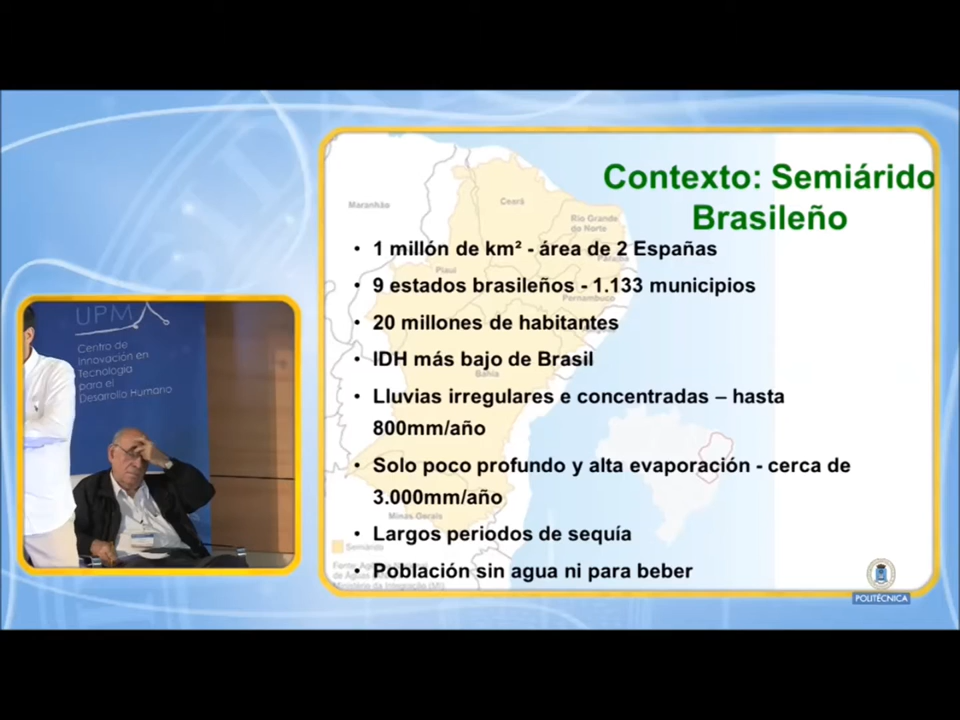 UPM
Centro de
Innovación en
Tecnología
para el
Desarrollo Humano
Contexto: Semiárido
Brasileño
• 1 millón de km² - área de 2 Españas
• 9 estados brasileños - 1.133 municipios
• 20 millones de habitantes
• IDH más bajo de Brasil
• Lluvias irregulares e concentradas – hasta
800mm/año
• Solo poco profundo y alta evaporación - cerca de
3.000mm/año
• Largos periodos de sequía
• Población sin agua ni para beber
Maranhão
Ceará
Rio Grande
do Norte
Paraíba
Piauí
Pernambuco
Bahia
Minas Gerais
Semiárido
POLITÉCNICA